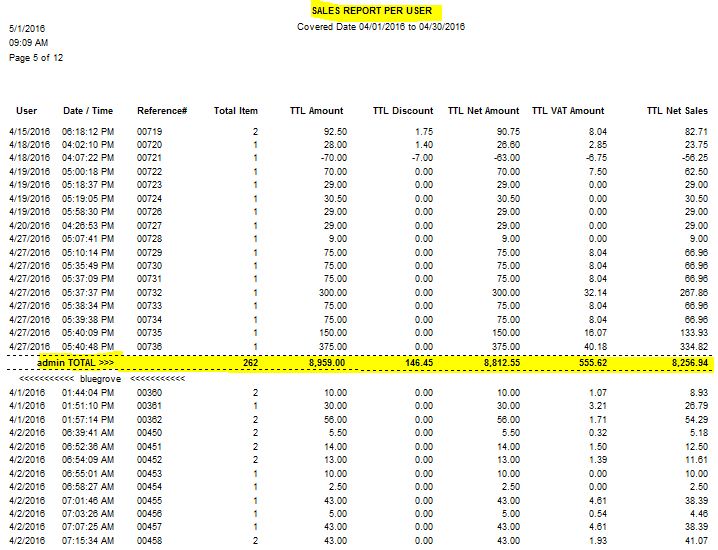 SALES REPORT PER USER
5/1/2016 Covered Date 04/01/2016 to 04/30/2016
09:09 AM
Page 5 of 12
User Date / Time Reference# Total Item TTL Amount TTL Discount TTL Net Amount TTL VAT Amount TTL Net Sales
4/15/2016 06:18:12 PM 00719 2 92.50 1.75 90.75 8.04 82.71
4/18/2016 04:02:10 PM 00720 1 28.00 1.40 26.60 2.85 23.75
4/18/2016 04:07:22 PM 00721 1 -70.00 -7.00 -63.00 -6.75 -56.25
4/19/2016 05:00:18 PM 00722 1 70.00 0.00 70.00 7.50 62.50
4/19/2016 05:18:37 PM 00723 1 29.00 0.00 29.00 0.00 29.00
4/19/2016 05:19:05 PM 00724 1 30.50 0.00 30.50 0.00 30.50
4/19/2016 05:58:30 PM 00726 1 29.00 0.00 29.00 0.00 29.00
4/20/2016 04:26:53 PM 00727 1 29.00 0.00 29.00 0.00 29.00
4/27/2016 05:07:41 PM 00728 1 9.00 0.00 9.00 0.00 9.00
4/27/2016 05:10:14 PM 00729 1 75.00 0.00 75.00 8.04 66.96
4/27/2016 05:35:49 PM 00730 1 75.00 0.00 75.00 8.04 66.96
4/27/2016 05:37:09 PM 00731 1 75.00 0.00 75.00 8.04 66.96
4/27/2016 05:37:37 PM 00732 1 300.00 0.00 300.00 32.14 267.86
4/27/2016 05:38:34 PM 00733 1 75.00 0.00 75.00 8.04 66.96
4/27/2016 05:39:38 PM 00734 1 75.00 0.00 75.00 8.04 66.96
4/27/2016 05:40:09 PM 00735 1 150.00 0.00 150.00 16.07 133.93
4/27/2016 05:40:48 PM 00736 1 375.00 0.00 375.00 40.18 334.82
admin TOTAL >>> 262 8,959.00 146.45 8,812.55 555.62 8,256.94
<<<<<<<<<<< bluegrove <<<<<<<<<<<
4/1/2016 01:44:04 PM 00360 2 10.00 0.00 10.00 1.07 8.93
4/1/2016 01:51:10 PM 00361 1 30.00 0.00 30.00 3.21 26.79
4/1/2016 01:57:14 PM 00362 2 56.00 0.00 56.00 1.71 54.29
4/2/2016 06:39:41 AM 00450 2 5.50 0.00 5.50 0.32 5.18
4/2/2016 06:52:36 AM 00451 2 14.00 0.00 14.00 1.50 12.50
4/2/2016 06:54:09 AM 00452 2 13.00 0.00 13.00 1.39 11.61
4/2/2016 06:55:01 AM 00453 1 10.00 0.00 10.00 0.00 10.00
4/2/2016 06:58:27 AM 00454 1 2.50 0.00 2.50 0.00 2.50
4/2/2016 07:01:46 AM 00455 1 43.00 0.00 43.00 4.61 38.39
4/2/2016 07:03:26 AM 00456 1 5.00 0.00 5.00 0.54 4.46
4/2/2016 07:07:25 AM 00457 1 43.00 0.00 43.00 4.61 38.39
4/2/2016 07:15:34 AM 00458 2 43.00 0.00 43.00 1.93 41.07